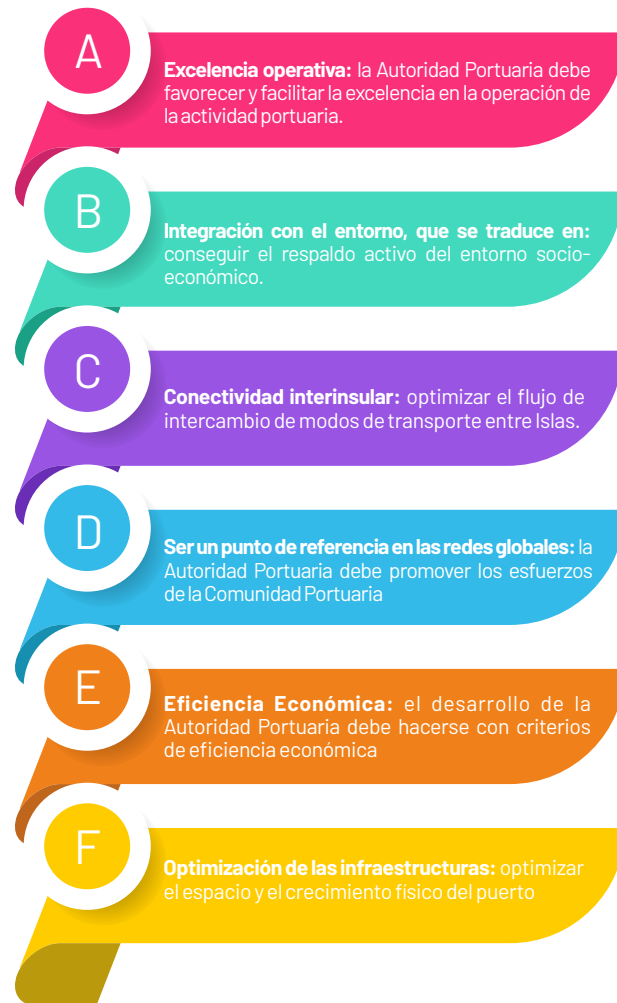 A
Excelencia operativa: la Autoridad Portuaria debe
favorecer y facilitar la excelencia en la operación de
la actividad portuaria.
B
Integración con el entorno, que se traduce en:
conseguir el respaldo activo del entorno socio-
económico.
C
Conectividad interinsular: optimizar el flujo de
intercambio de modos de transporte entre Islas.
D
Ser un punto de referencia en las redes globales: la
Autoridad Portuaria debe promover los esfuerzos
de la Comunidad Portuaria
E
Eficiencia Económica: el desarrollo de la
Autoridad Portuaria debe hacerse con criterios
de eficiencia económica
F
Optimización de las infraestructuras: optimizar
el espacio y el crecimiento físico del puerto